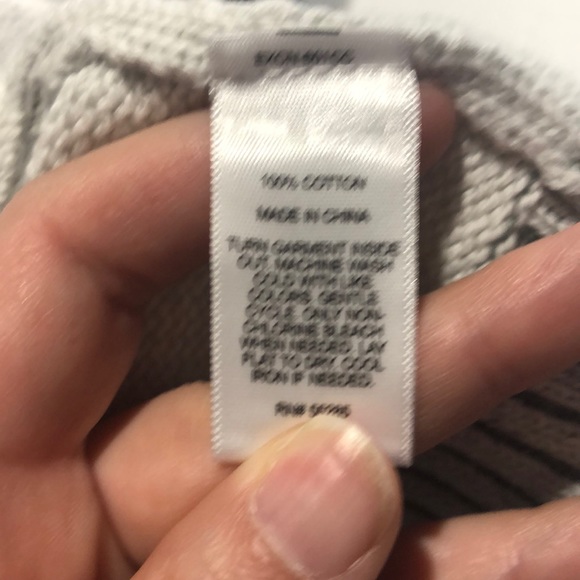 100% COTTON
MADE IN CHINA
TURN GARMENT INSIDE
OUT. MACHINE WASH
COLD WITH LIKE
COLORS. GENTLE
CYCLE. ONLY NON-
CHLORINE BLEACH
WHEN NEEDED. LAY
FLAT TO DRY. COOL
IRON IF NEEDED.
RN#